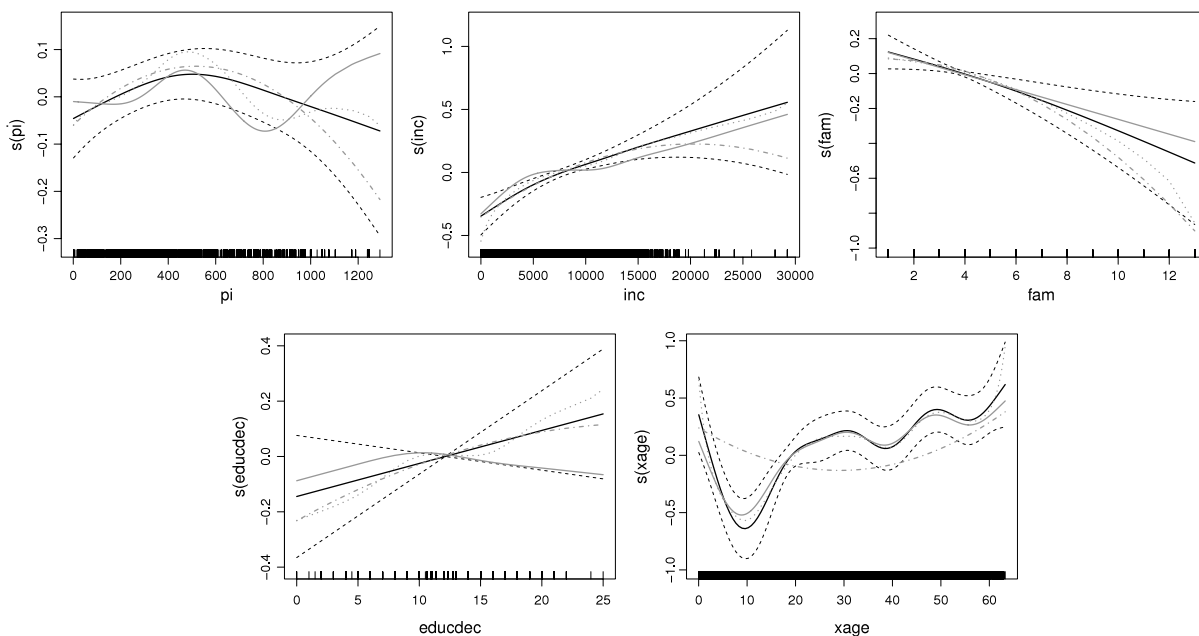 s(pi)
0.1
0.0
−0.1
−0.2
−0.3
0 200 400 600 800 1000 1200
pi
s(inc)
1.0
0.5
0.0
−0.5
0 5000 10000 15000 20000 25000 30000
inc
s(fam)
0.2
0.0
−0.2
−0.6
−1.0
2 4 6 8 10 12
fam
s(educdec)
0.4
0.2
0.0
−0.2
−0.4
0 5 10 15 20 25
educdec
s(xage)
1.0
0.5
0.0
−0.5
−1.0
0 10 20 30 40 50 60
xage